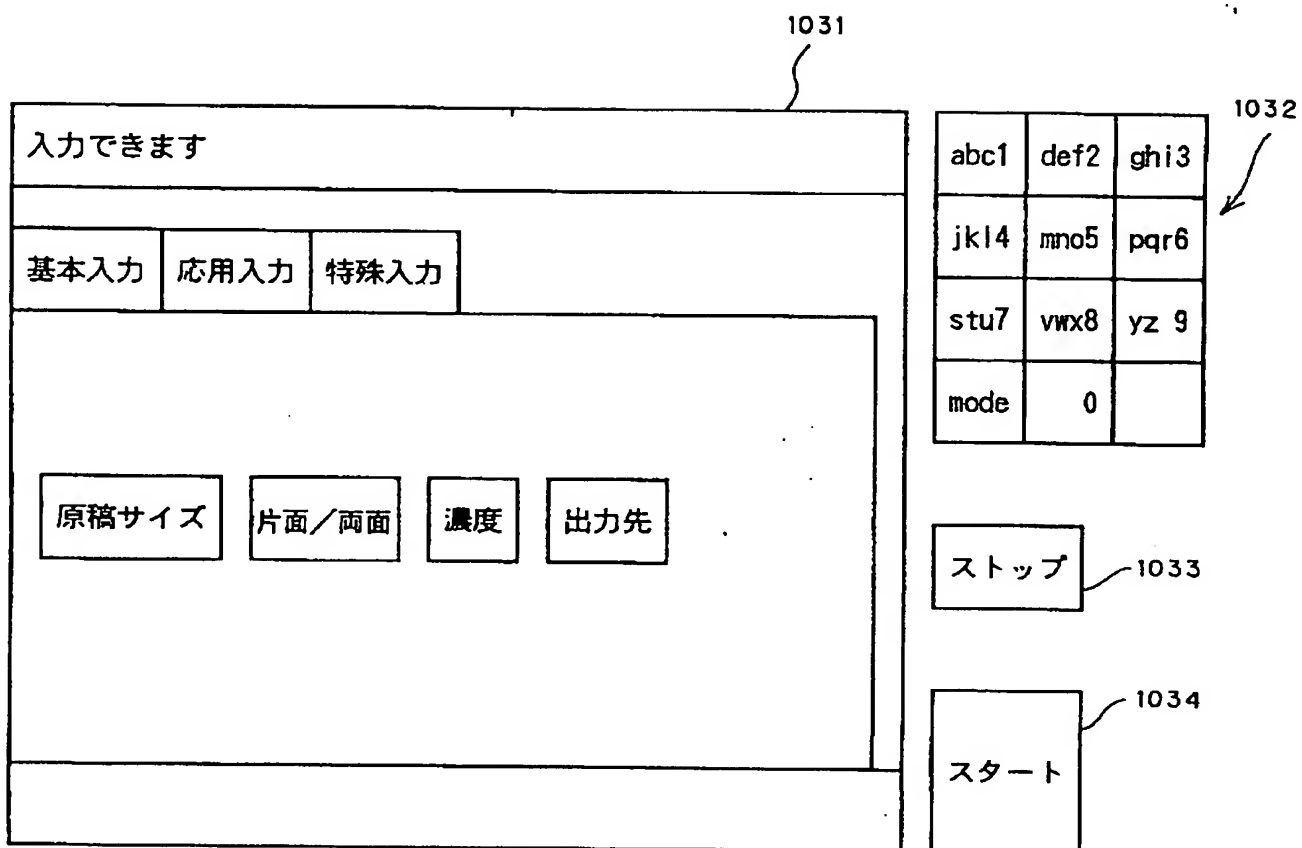 1031
入力できます
基本入力 応用入力 特殊入力
原稿サイズ 片面／両面 濃度 出力先
1032
abc1 def2 ghi3
jkl4 mno5 pqr6
stu7 vwx8 yz 9
mode 0
ストップ 1033
1034
スタート